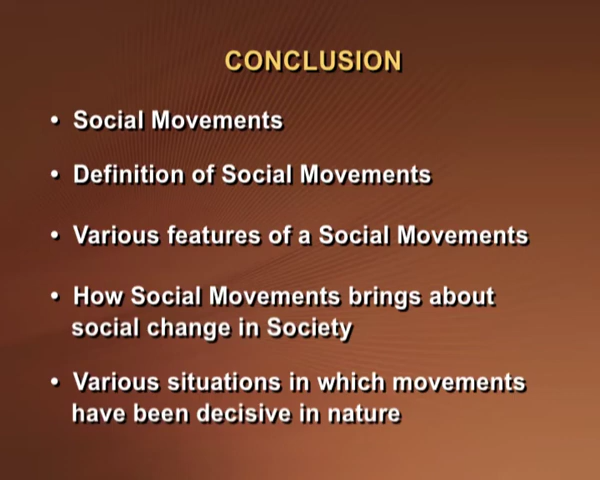 CONCLUSION
• Social Movements
• Definition of Social Movements
• Various features of a Social Movements
• How Social Movements brings about
social change in Society
• Various situations in which movements
have been decisive in nature